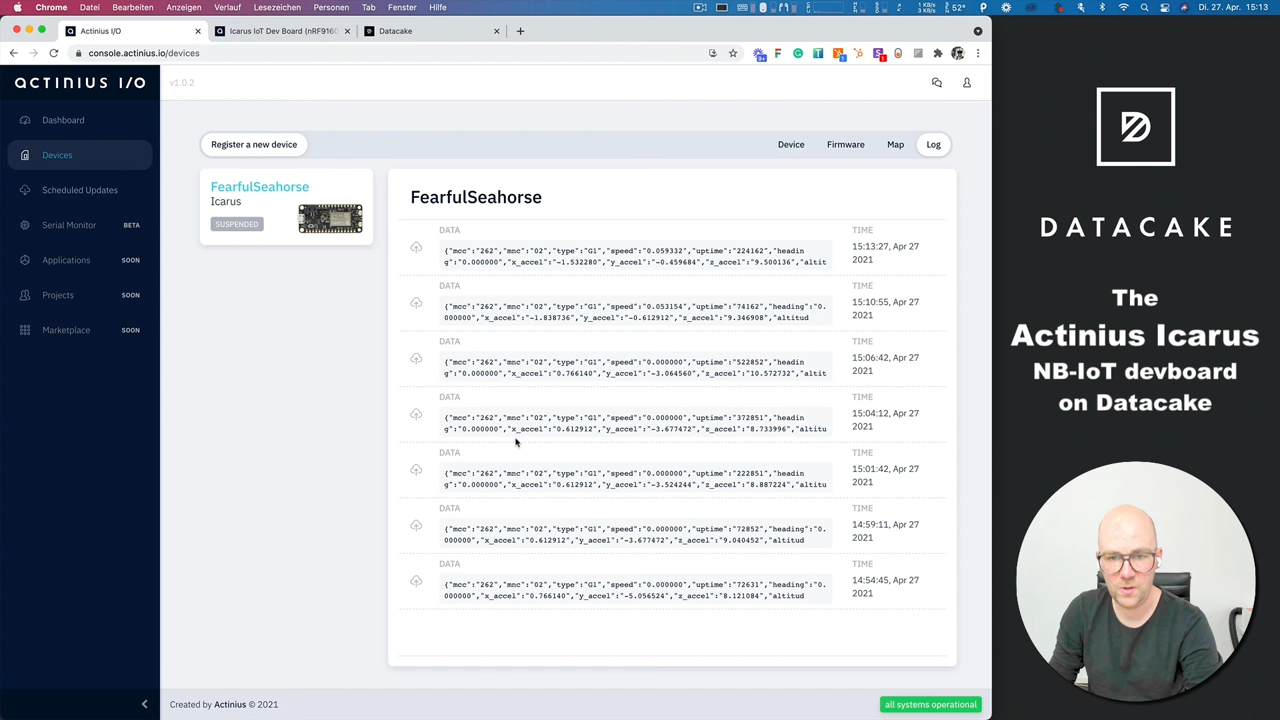 Chrome Datei Bearbeiten Anzeigen Verlauf Lesezeichen Personen Tab Fenster Hilfe
52° Di. 27. Apr. 15:13
Actinius I/O
Icarus IoT Dev Board (nRF9160
Datacake
console.actinius.io/devices
ACTINIUS I/O
v1.0.2
Dashboard
Devices
Scheduled Updates
Serial Monitor BETA
Applications SOON
Projects SOON
Marketplace SOON
Register a new device
Device Firmware Map Log
FearfulSeahorse
Icarus
SUSPENDED
FearfulSeahorse
DATA TIME
{"mcc":"262","mnc":"02","type":"G1","speed":"0.059332","uptime":"224162","headin
g":"0.000000","x_accel":"-1.532280","y_accel":"-0.459684","z_accel":"9.500136","altit
15:13:27, Apr 27
2021
DATA TIME
{"mcc":"262","mnc":"02","type":"G1","speed":"0.053154","uptime":"74162","heading":"0.
000000","x_accel":"-1.838736","y_accel":"-0.612912","z_accel":"9.346908","altitud
15:10:55, Apr 27
2021
DATA TIME
{"mcc":"262","mnc":"02","type":"G1","speed":"0.000000","uptime":"522852","headin
g":"0.000000","x_accel":"0.766140","y_accel":"-3.064560","z_accel":"10.572732","altit
15:06:42, Apr 27
2021
DATA TIME
{"mcc":"262","mnc":"02","type":"G1","speed":"0.000000","uptime":"372851","headin
g":"0.000000","x_accel":"0.612912","y_accel":"-3.677472","z_accel":"8.733996","altitu
15:04:12, Apr 27
2021
DATA TIME
{"mcc":"262","mnc":"02","type":"G1","speed":"0.000000","uptime":"222851","headin
g":"0.000000","x_accel":"0.612912","y_accel":"-3.524244","z_accel":"8.887224","altitu
15:01:42, Apr 27
2021
DATA TIME
{"mcc":"262","mnc":"02","type":"G1","speed":"0.000000","uptime":"72852","heading":"0.
000000","x_accel":"0.612912","y_accel":"-3.677472","z_accel":"9.040452","altitud
14:59:11, Apr 27
2021
DATA TIME
{"mcc":"262","mnc":"02","type":"G1","speed":"0.000000","uptime":"72631","heading":"0.
000000","x_accel":"0.766140","y_accel":"-5.056524","z_accel":"8.121084","altitud
14:54:45, Apr 27
2021
Created by Actinius © 2021
all systems operational
DATACAKE
The
Actinius Icarus
NB-IoT devboard
on Datacake